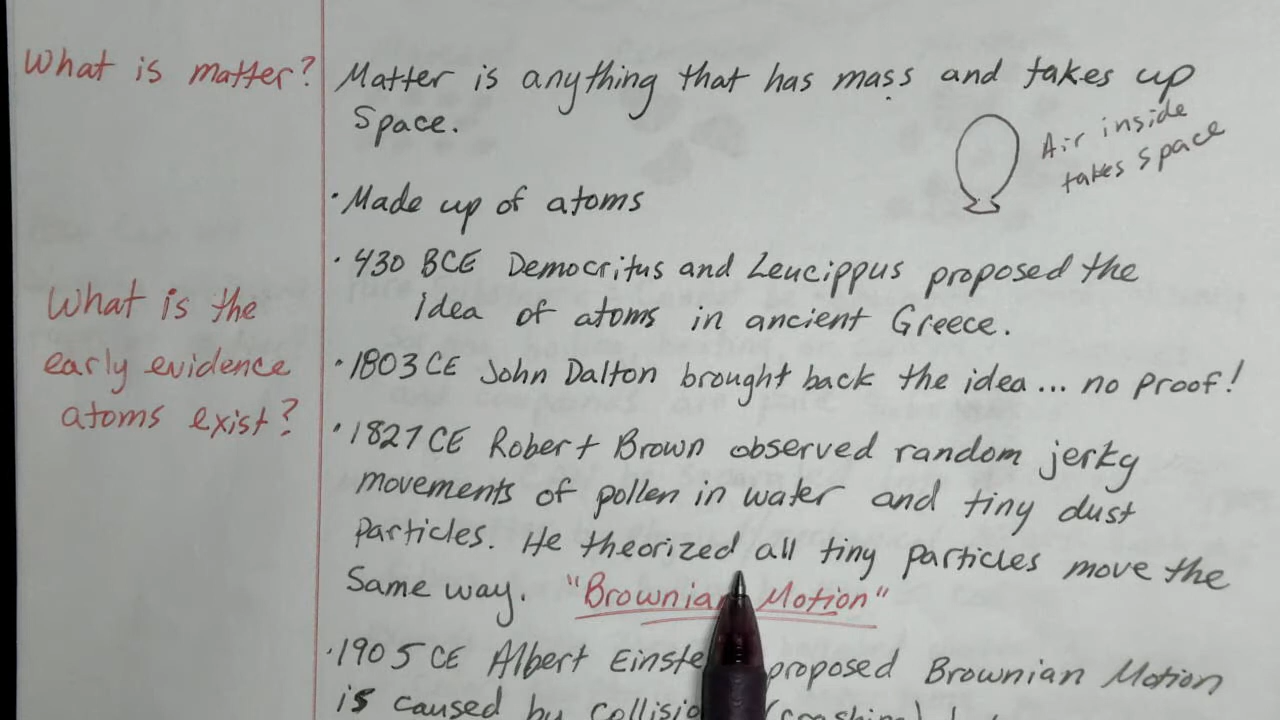 What is matter?
Matter is anything that has mass and takes up
Space.
Air inside
takes space
• Made up of atoms
What is the
early evidence
atoms exist?
• 430 BCE Democritus and Leucippus proposed the
idea of atoms in ancient Greece.
• 1803 CE John Dalton brought back the idea... no proof!
• 1827 CE Robert Brown observed random jerky
movements of pollen in water and tiny dust
particles. He theorized all tiny particles move the
Same way. "Brownian Motion"
• 1905 CE Albert Einste proposed Brownian Motion
is caused by